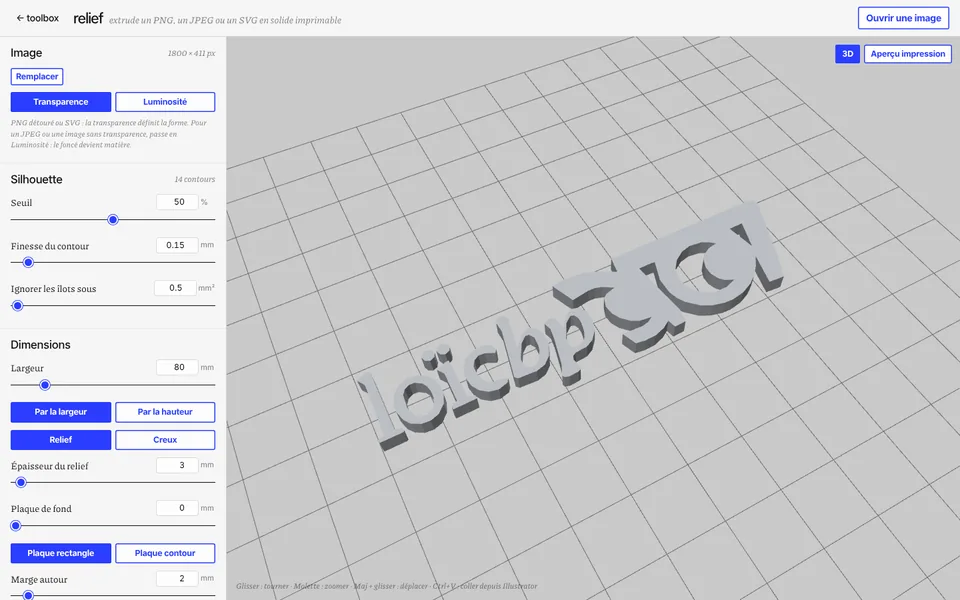 ← toolbox
relief
extrude un PNG, un JPEG ou un SVG en solide imprimable
Ouvrir une image
Image
1800 × 411 px
Remplacer
Transparence
Luminosité
PNG détouré ou SVG : la transparence définit la forme. Pour
un JPEG ou une image sans transparence, passe en
Luminosité : le foncé devient matière.
Silhouette
14 contours
Seuil
50 %
Finesse du contour
0.15 mm
Ignorer les îlots sous
0.5 mm²
Dimensions
Largeur
80 mm
Par la largeur
Par la hauteur
Relief
Creux
Épaisseur du relief
3 mm
Plaque de fond
0 mm
Plaque rectangle
Plaque contour
Marge autour
2 mm
3D
Aperçu impression
loïcbp
Glisser : tourner · Molette : zoomer · Maj + glisser : déplacer · Ctrl+V : coller depuis Illustrator